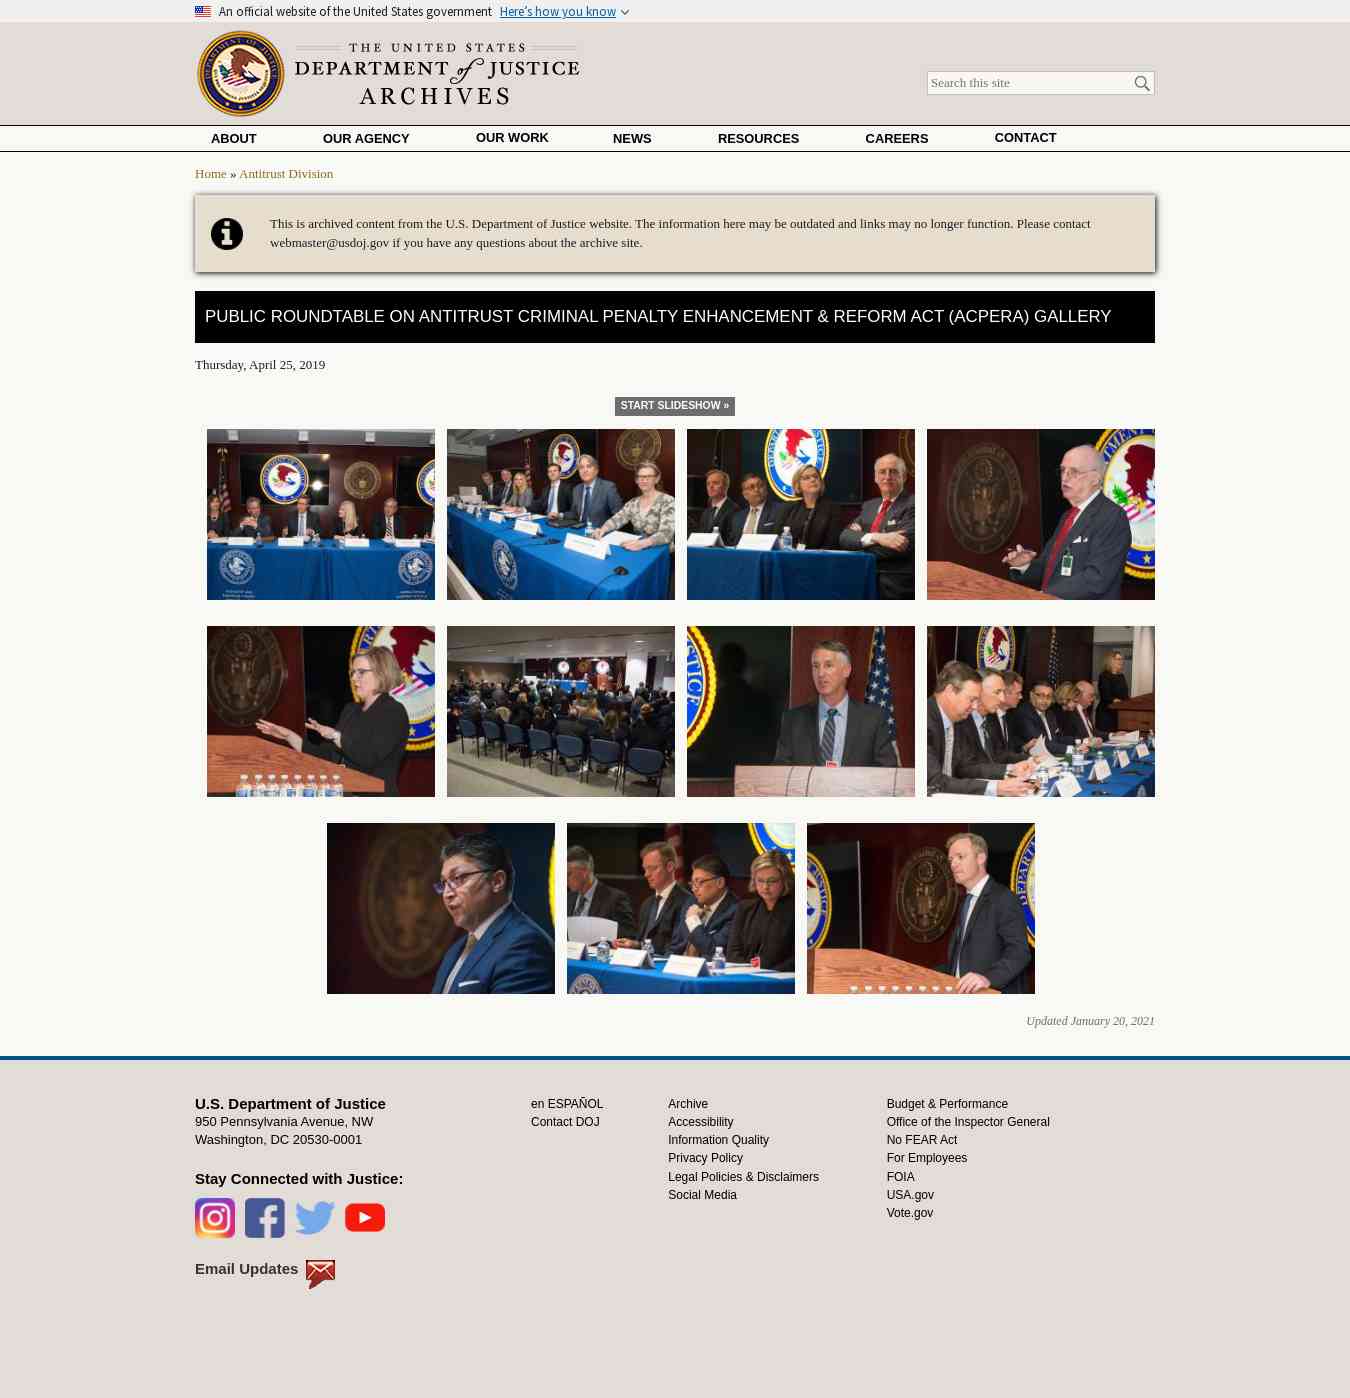 An official website of the United States government Here's how you know
THE UNITED STATES
DEPARTMENT of JUSTICE
ARCHIVES
Search this site
ABOUT OUR AGENCY OUR WORK NEWS RESOURCES CAREERS CONTACT
Home » Antitrust Division
This is archived content from the U.S. Department of Justice website. The information here may be outdated and links may no longer function. Please contact
webmaster@usdoj.gov if you have any questions about the archive site.
PUBLIC ROUNDTABLE ON ANTITRUST CRIMINAL PENALTY ENHANCEMENT & REFORM ACT (ACPERA) GALLERY
Thursday, April 25, 2019
START SLIDESHOW »
Updated January 20, 2021
U.S. Department of Justice
950 Pennsylvania Avenue, NW
Washington, DC 20530-0001
Stay Connected with Justice:
Email Updates
en ESPAÑOL
Contact DOJ
Archive
Accessibility
Information Quality
Privacy Policy
Legal Policies & Disclaimers
Social Media
Budget & Performance
Office of the Inspector General
No FEAR Act
For Employees
FOIA
USA.gov
Vote.gov